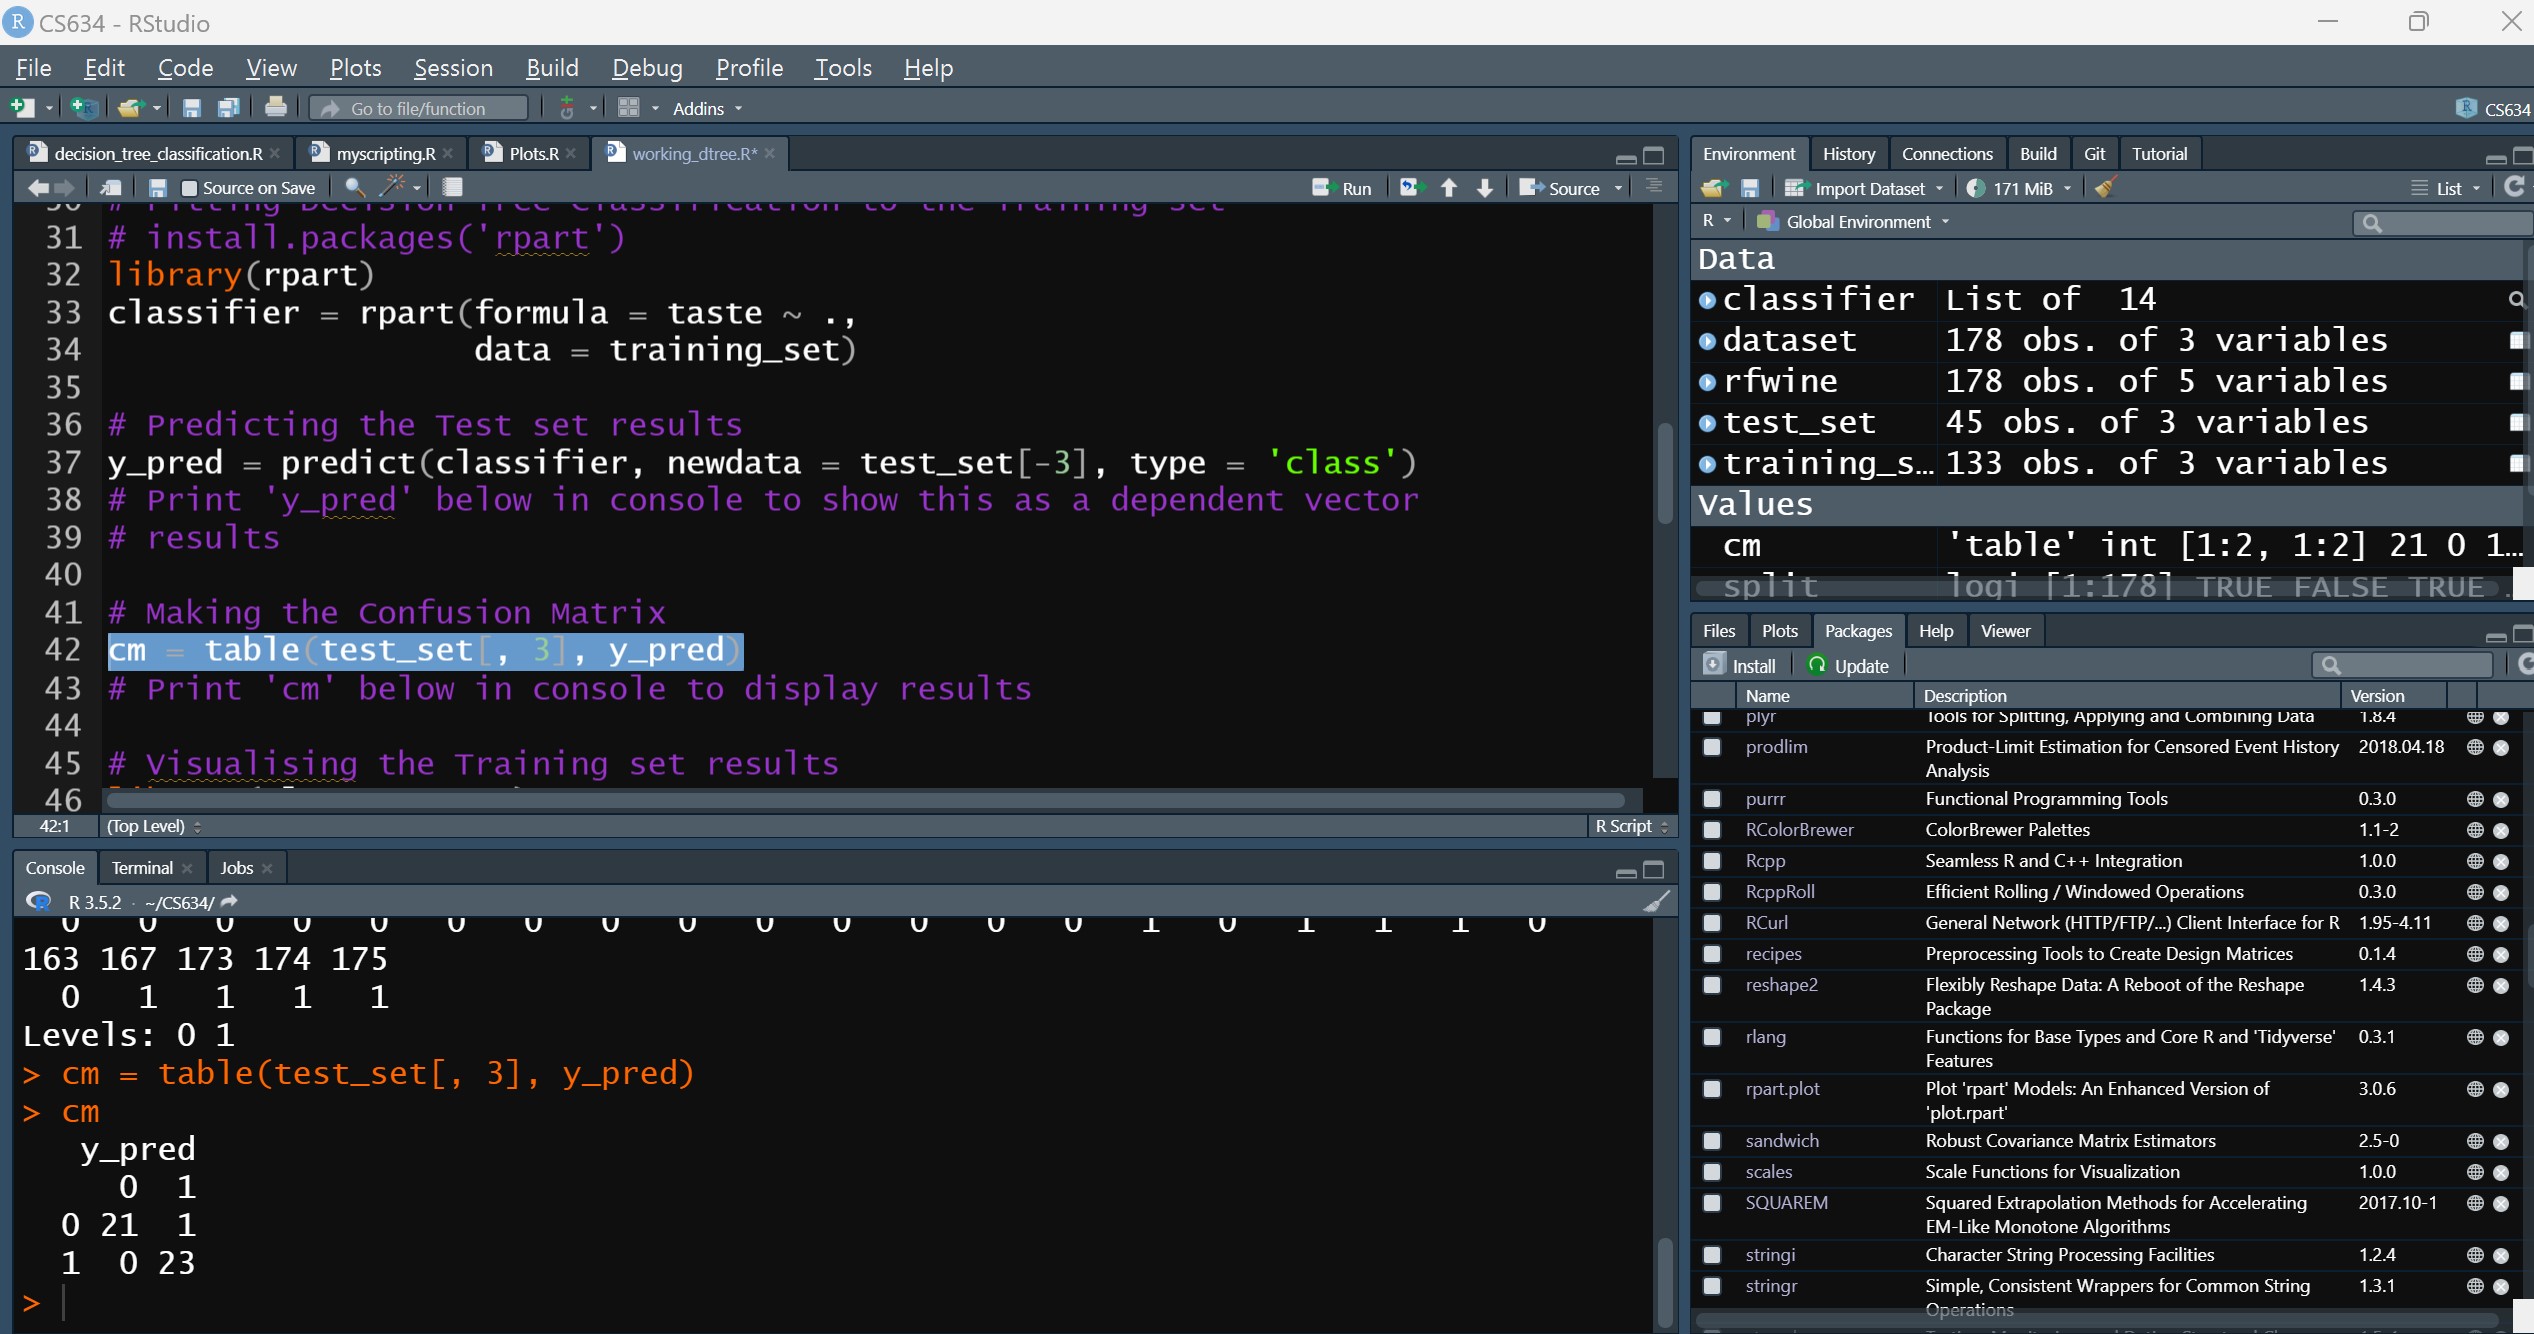 CS634 - RStudio
File Edit Code View Plots Session Build Debug Profile Tools Help
Go to file/function Addins CS634
decision_tree_classification.R myscripting.R Plots.R working_dtree.R*
Source on Save Run Source
30 # Fitting Decision Tree Classification to the Training set
31 # install.packages('rpart')
32 library(rpart)
33 classifier = rpart(formula = taste ~ .,
34 data = training_set)
35
36 # Predicting the Test set results
37 y_pred = predict(classifier, newdata = test_set[-3], type = 'class')
38 # Print 'y_pred' below in console to show this as a dependent vector
39 # results
40
41 # Making the Confusion Matrix
42 cm = table(test_set[, 3], y_pred)
43 # Print 'cm' below in console to display results
44
45 # Visualising the Training set results
46
42:1 (Top Level) R Script
Console Terminal Jobs
R 3.5.2 · ~/CS634/
0 0 0 0 0 0 0 0 0 0 0 0 0 0 1 0 1 1 1 0
163 167 173 174 175
0 1 1 1 1
Levels: 0 1
> cm = table(test_set[, 3], y_pred)
> cm
y_pred
0 1
0 21 1
1 0 23
>
Environment History Connections Build Git Tutorial
Import Dataset 171 MiB List
R Global Environment
Data
classifier List of 14
dataset 178 obs. of 3 variables
rfwine 178 obs. of 5 variables
test_set 45 obs. of 3 variables
training_s… 133 obs. of 3 variables
Values
cm 'table' int [1:2, 1:2] 21 0 1…
split logi [1:178] TRUE FALSE TRUE .
Files Plots Packages Help Viewer
Install Update
Name Description Version
plyr Tools for Splitting, Applying and Combining Data 1.8.4
prodlim Product-Limit Estimation for Censored Event History 2018.04.18
Analysis
purrr Functional Programming Tools 0.3.0
RColorBrewer ColorBrewer Palettes 1.1-2
Rcpp Seamless R and C++ Integration 1.0.0
RcppRoll Efficient Rolling / Windowed Operations 0.3.0
RCurl General Network (HTTP/FTP/...) Client Interface for R 1.95-4.11
recipes Preprocessing Tools to Create Design Matrices 0.1.4
reshape2 Flexibly Reshape Data: A Reboot of the Reshape 1.4.3
Package
rlang Functions for Base Types and Core R and 'Tidyverse' 0.3.1
Features
rpart.plot Plot 'rpart' Models: An Enhanced Version of 3.0.6
'plot.rpart'
sandwich Robust Covariance Matrix Estimators 2.5-0
scales Scale Functions for Visualization 1.0.0
SQUAREM Squared Extrapolation Methods for Accelerating 2017.10-1
EM-Like Monotone Algorithms
stringi Character String Processing Facilities 1.2.4
stringr Simple, Consistent Wrappers for Common String 1.3.1
Operations